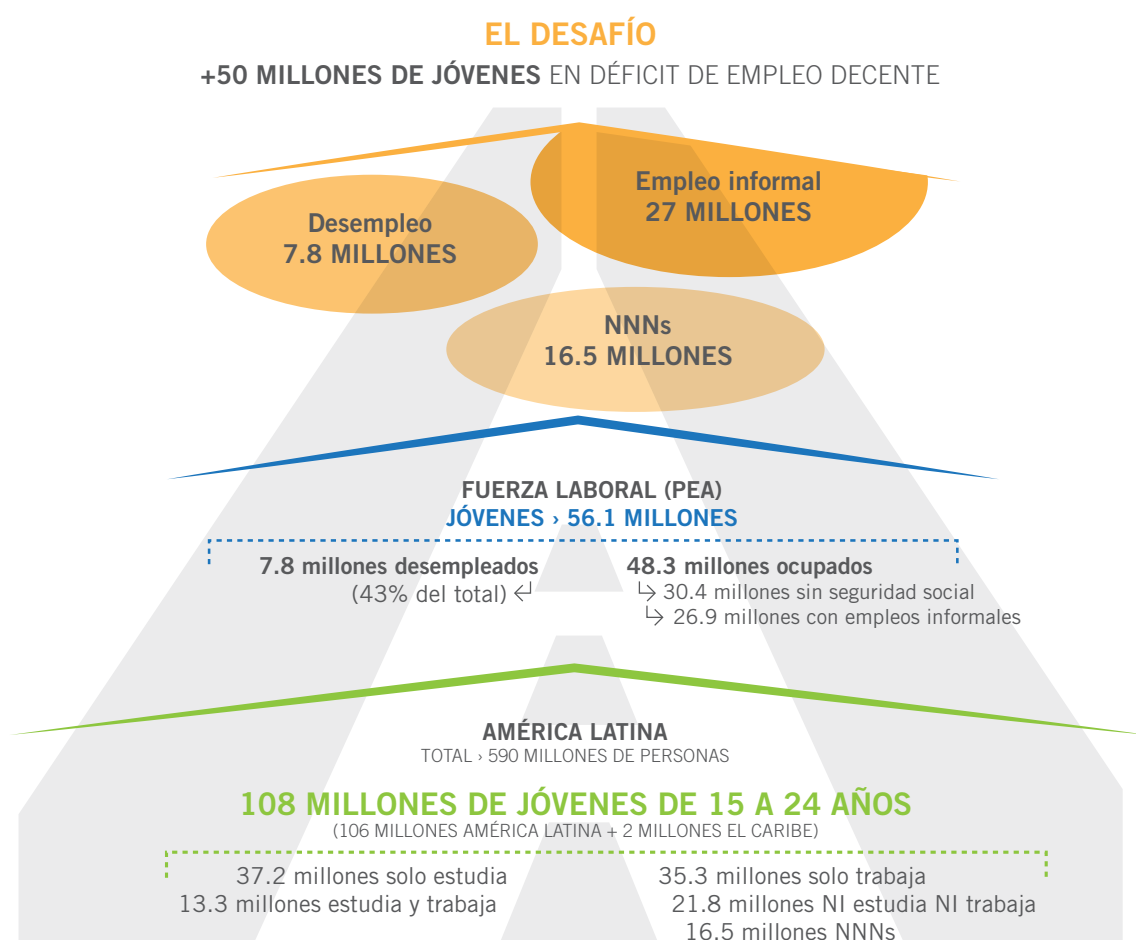 EL DESAFÍO
+50 MILLONES DE JÓVENES EN DÉFICIT DE EMPLEO DECENTE
Empleo informal
27 MILLONES
Desempleo
7.8 MILLONES
NNNs
16.5 MILLONES
FUERZA LABORAL (PEA)
JÓVENES › 56.1 MILLONES
7.8 millones desempleados
(43% del total)
48.3 millones ocupados
30.4 millones sin seguridad social
26.9 millones con empleos informales
AMÉRICA LATINA
TOTAL › 590 MILLONES DE PERSONAS
108 MILLONES DE JÓVENES DE 15 A 24 AÑOS
(106 MILLONES AMÉRICA LATINA + 2 MILLONES EL CARIBE)
37.2 millones solo estudia
13.3 millones estudia y trabaja
35.3 millones solo trabaja
21.8 millones NI estudia NI trabaja
16.5 millones NNNs